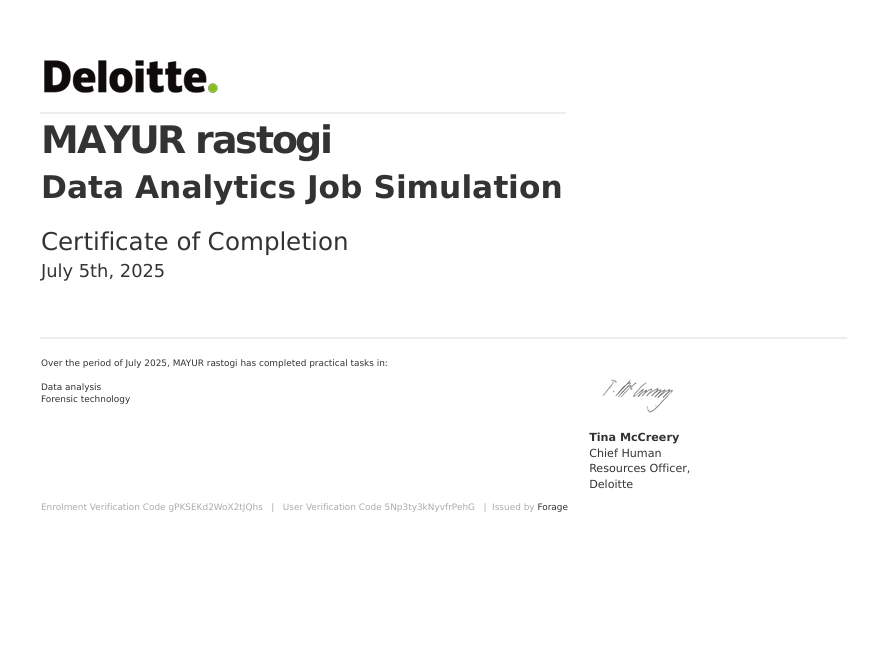 Deloitte.
MAYUR rastogi
Data Analytics Job Simulation
Certificate of Completion
July 5th, 2025
Over the period of July 2025, MAYUR rastogi has completed practical tasks in:
Data analysis
Forensic technology
T. McCreery
Tina McCreery
Chief Human
Resources Officer,
Deloitte
Enrolment Verification Code gPKSEKd2WoX2tJQhs | User Verification Code 5Np3ty3kNyvfrPehG | Issued by Forage